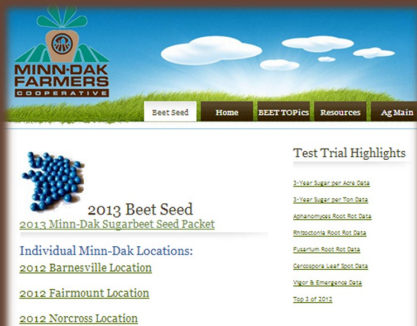 MINN-DAK
FARMERS
COOPERATIVE
Beet Seed
Home
BEET TOPics
Resources
Ag Main
2013 Beet Seed
2013 Minn-Dak Sugarbeet Seed Packet
Individual Minn-Dak Locations:
2012 Barnesville Location
2012 Fairmount Location
2012 Norcross Location
Test Trial Highlights
3-Year Sugar per Acre Data
3-Year Sugar per Ton Data
Aphanomyces Root Rot Data
Rhizoctonia Root Rot Data
Fusarium Root Rot Data
Cercospora Leaf Spot Data
Vigor & Emergence Data
Top 3 of 2012